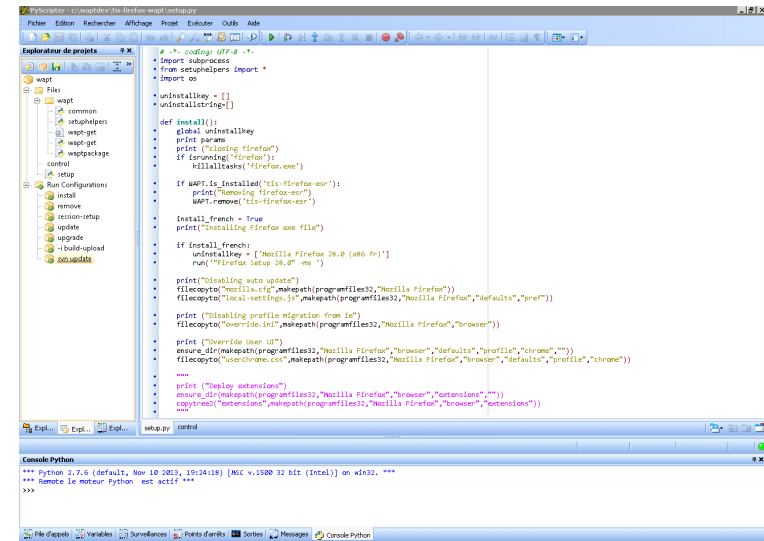 PyScripter - c:\waptdev\tis-firefox-wapt\setup.py
Fichier Edition Rechercher Affichage Projet Exécuter Outils Aide
Explorateur de projets
wapt
Files
wapt
common
setuphelpers
wapt-get
wapt-get
waptpackage
control
setup
Run Configurations
install
remove
session-setup
update
upgrade
-i build-upload
svn update
# -*- coding: UTF-8 -*-
import subprocess
from setuphelpers import *
import os
uninstallkey = []
uninstallstring=[]
def install():
global uninstallkey
print params
print ("closing firefox")
if isrunning('firefox'):
killalltasks('firefox.exe')
if WAPT.is_installed('tis-firefox-esr'):
print("Removing firefox-esr")
WAPT.remove('tis-firefox-esr')
install_french = True
print("Installing Firefox exe file")
if install_french:
uninstallkey = ['Mozilla Firefox 28.0 (x86 fr)']
run('"Firefox Setup 28.0" -ms ')
print("Disabling auto update")
filecopyto("mozilla.cfg",makepath(programfiles32,"Mozilla Firefox"))
filecopyto("local-settings.js",makepath(programfiles32,"Mozilla Firefox","defaults","pref"))
print ("Disabling profile migration from ie")
filecopyto("override.ini",makepath(programfiles32,"Mozilla Firefox","browser"))
print ("Override User UI")
ensure_dir(makepath(programfiles32,"Mozilla Firefox","browser","defaults","profile","chrome",""))
filecopyto("userChrome.css",makepath(programfiles32,"Mozilla Firefox","browser","defaults","profile","chrome"))
"""
print ("Deploy extensions")
ensure_dir(makepath(programfiles32,"Mozilla Firefox","browser","extensions",""))
copytree2("extensions",makepath(programfiles32,"Mozilla Firefox","browser","extensions"))
"""
Expl... Expl... Expl...
setup.py control
Console Python
*** Python 2.7.6 (default, Nov 10 2013, 19:24:18) [MSC v.1500 32 bit (Intel)] on win32. ***
*** Remote le moteur Python est actif ***
>>>
Pile d'appels Variables Surveillances Points d'arrêts Sorties Messages Console Python